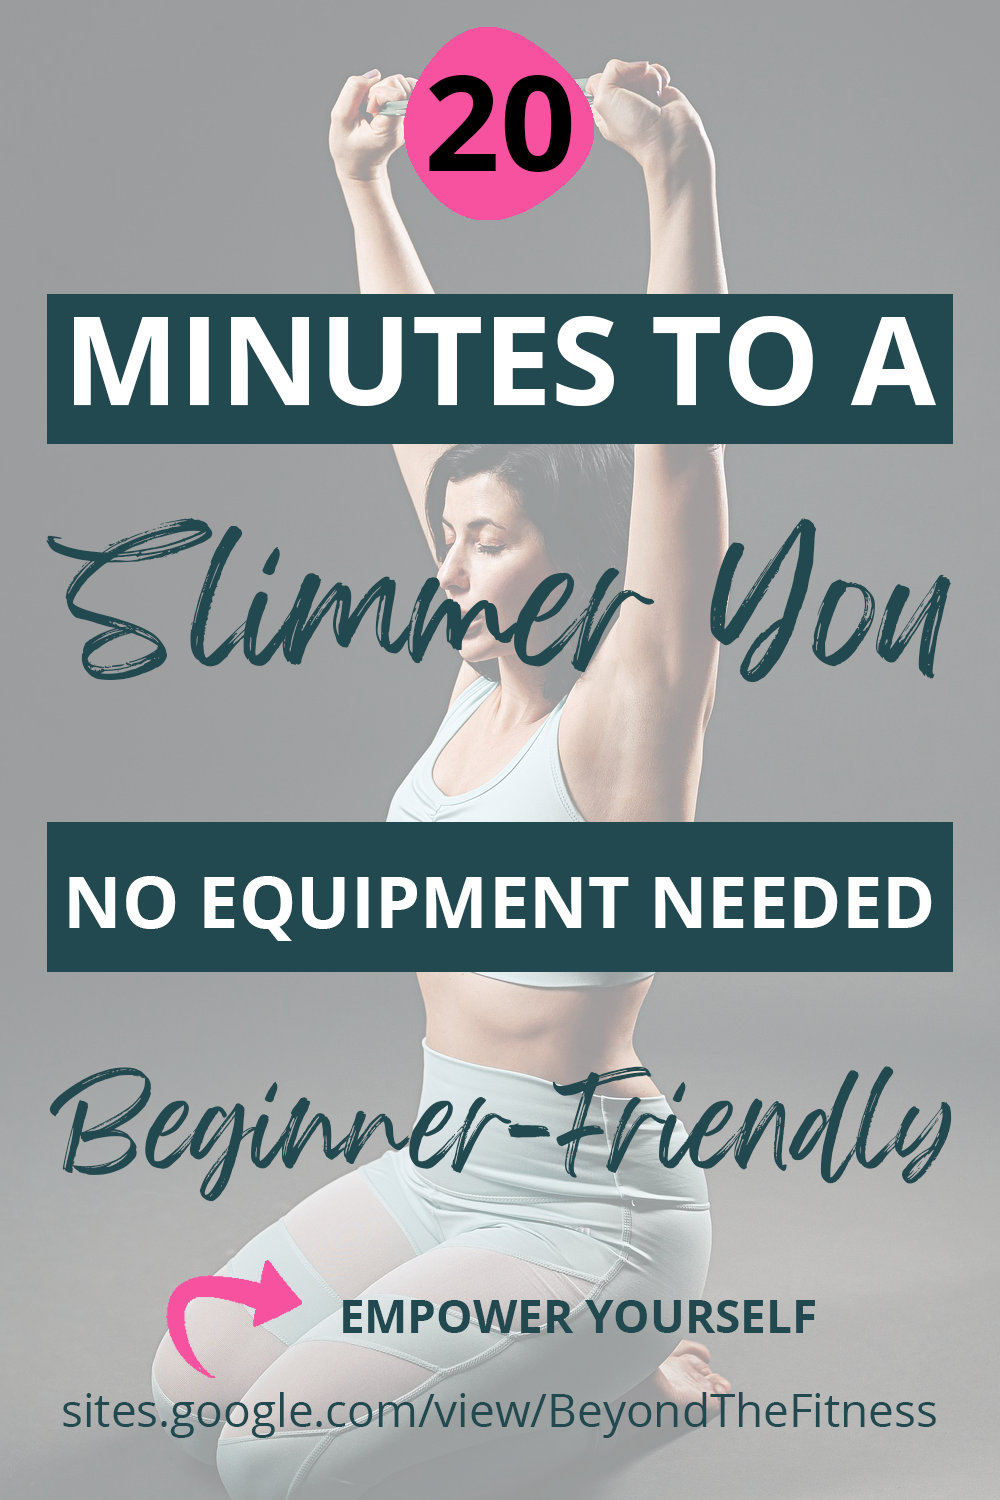 20
MINUTES TO A
Slimmer You
NO EQUIPMENT NEEDED
Beginner-Friendly
EMPOWER YOURSELF
sites.google.com/view/BeyondTheFitness